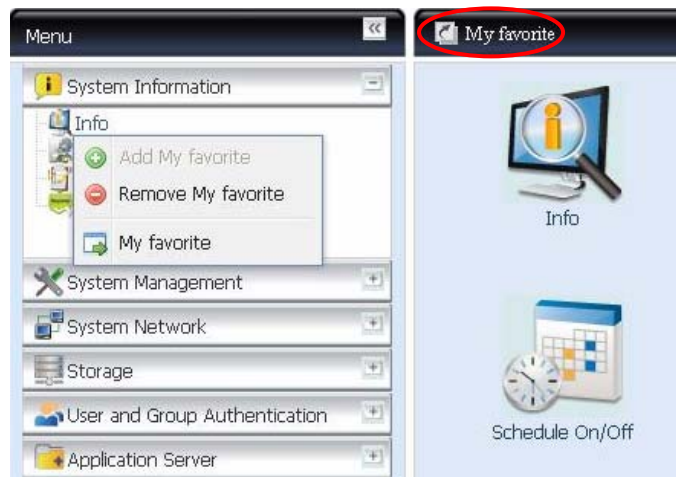 Menu
System Information
Info
Add My favorite
Remove My favorite
My favorite
System Management
System Network
Storage
User and Group Authentication
Application Server
My favorite
Info
Schedule On/Off